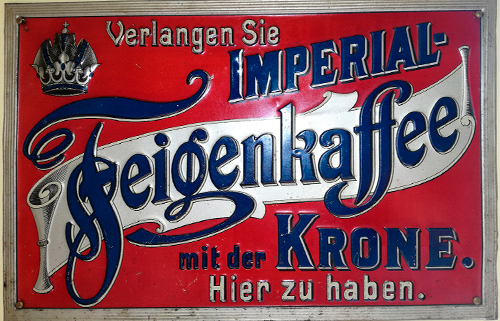 Verlangen Sie
IMPERIAL-
Feigenkaffee
mit der KRONE.
Hier zu haben.